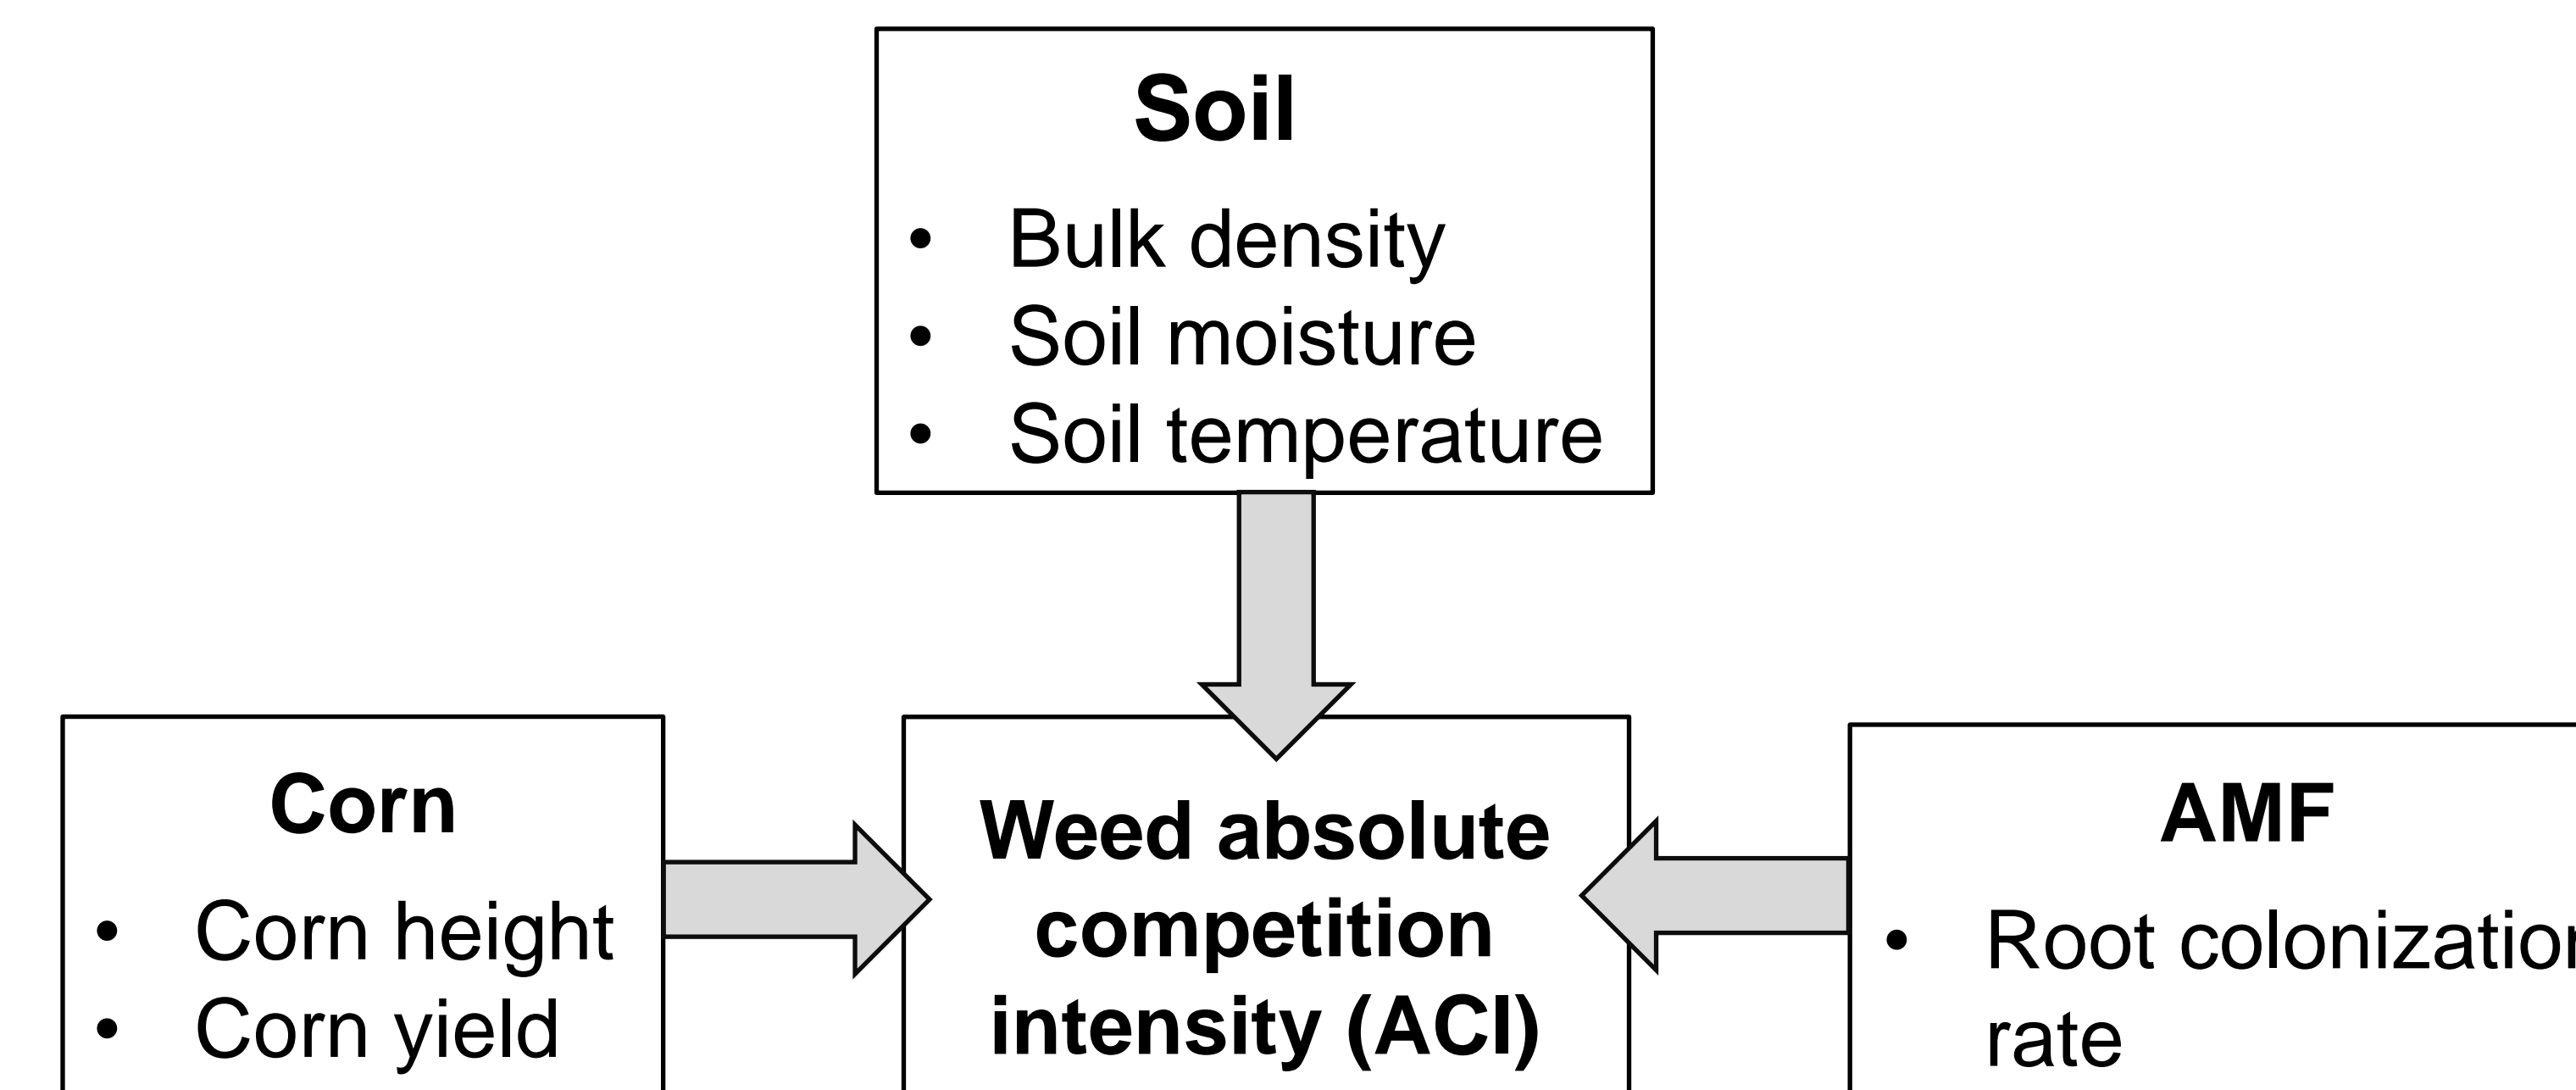 Soil
• Bulk density
• Soil moisture
• Soil temperature
Corn
• Corn height
• Corn yield
Weed absolute
competition
intensity (ACI)
AMF
• Root colonization
rate